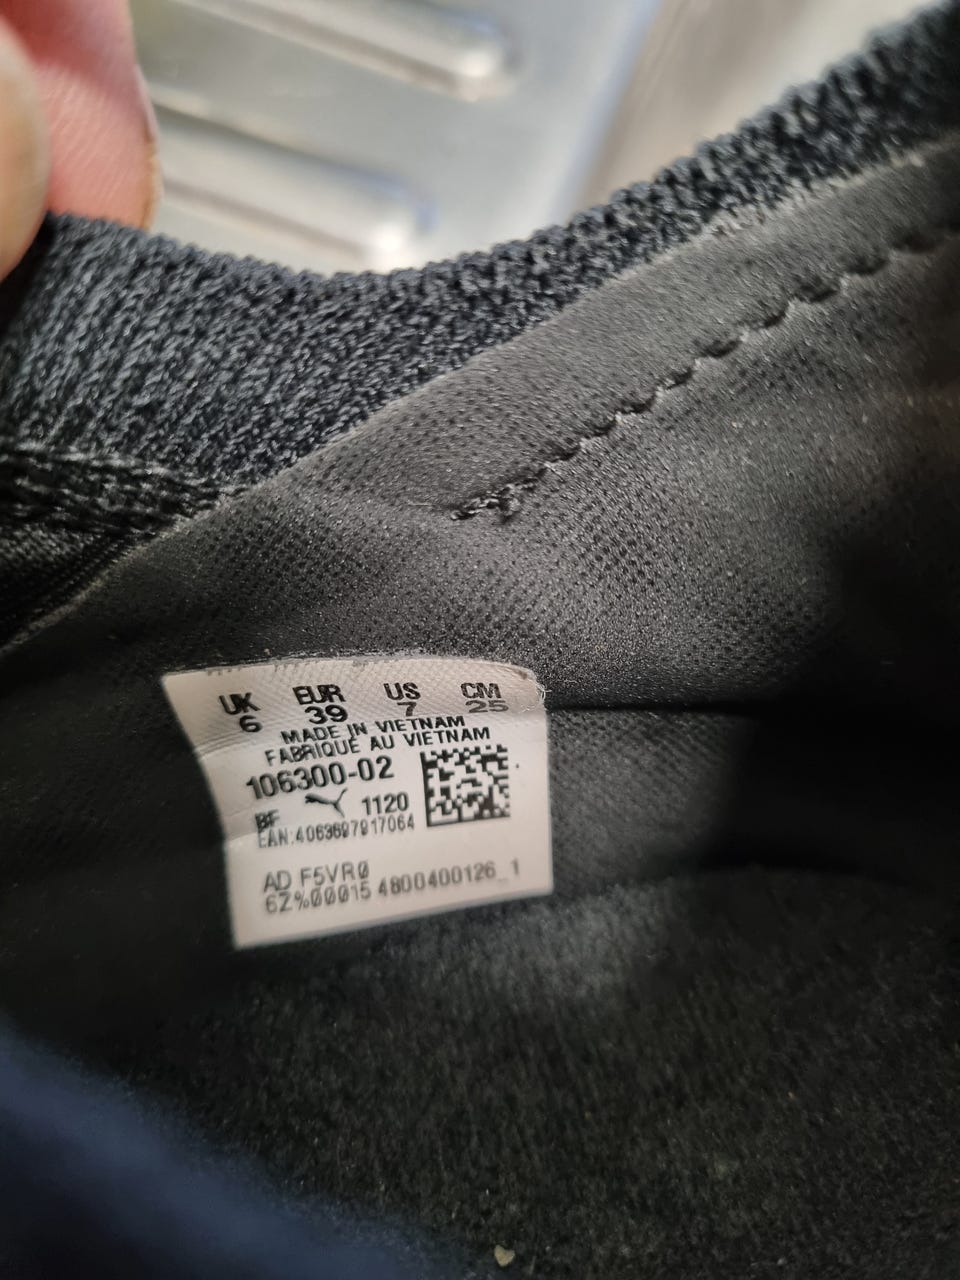 UK EUR US CM
6 39 7 25
MADE IN VIETNAM
FABRIQUÉ AU VIETNAM
106300-02
BF 1120
EAN:4063697917064
AD F5VR0
6Z%00015 4800400126_1